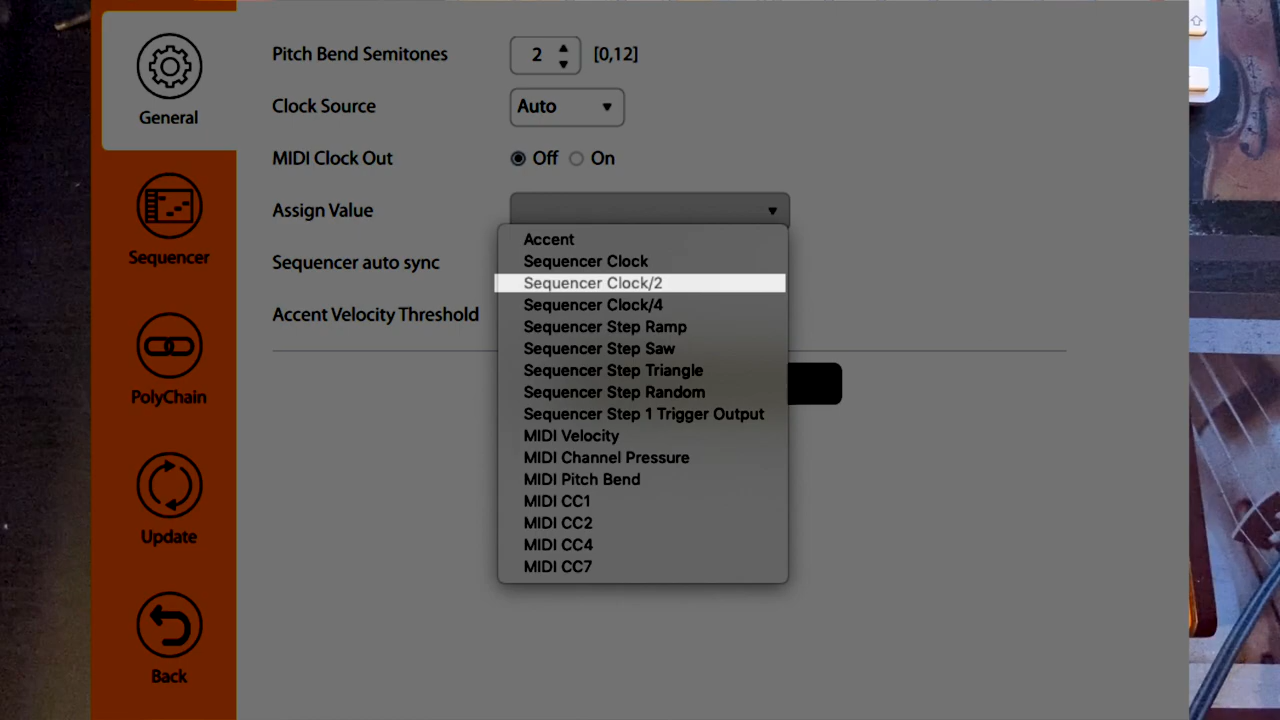 General
Sequencer
PolyChain
Update
Back
Pitch Bend Semitones 2 [0,12]
Clock Source Auto
MIDI Clock Out Off On
Assign Value
Sequencer auto sync
Accent Velocity Threshold
Accent
Sequencer Clock
Sequencer Clock/2
Sequencer Clock/4
Sequencer Step Ramp
Sequencer Step Saw
Sequencer Step Triangle
Sequencer Step Random
Sequencer Step 1 Trigger Output
MIDI Velocity
MIDI Channel Pressure
MIDI Pitch Bend
MIDI CC1
MIDI CC2
MIDI CC4
MIDI CC7